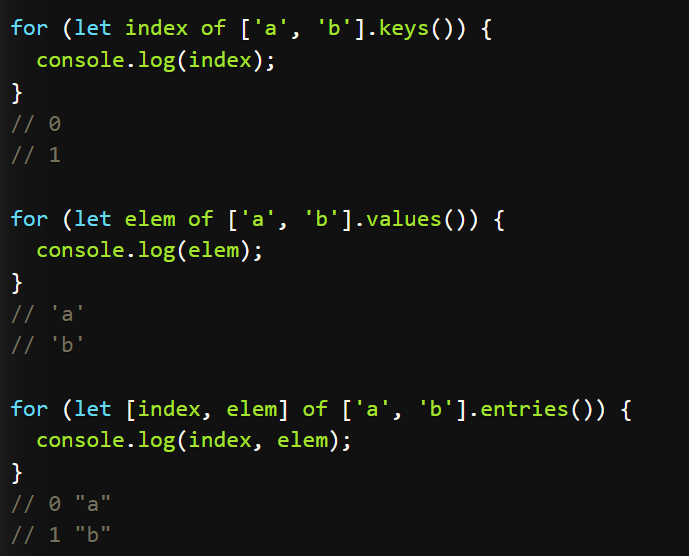 for (let index of ['a', 'b'].keys()) {
  console.log(index);
}
// 0
// 1

for (let elem of ['a', 'b'].values()) {
  console.log(elem);
}
// 'a'
// 'b'

for (let [index, elem] of ['a', 'b'].entries()) {
  console.log(index, elem);
}
// 0 "a"
// 1 "b"